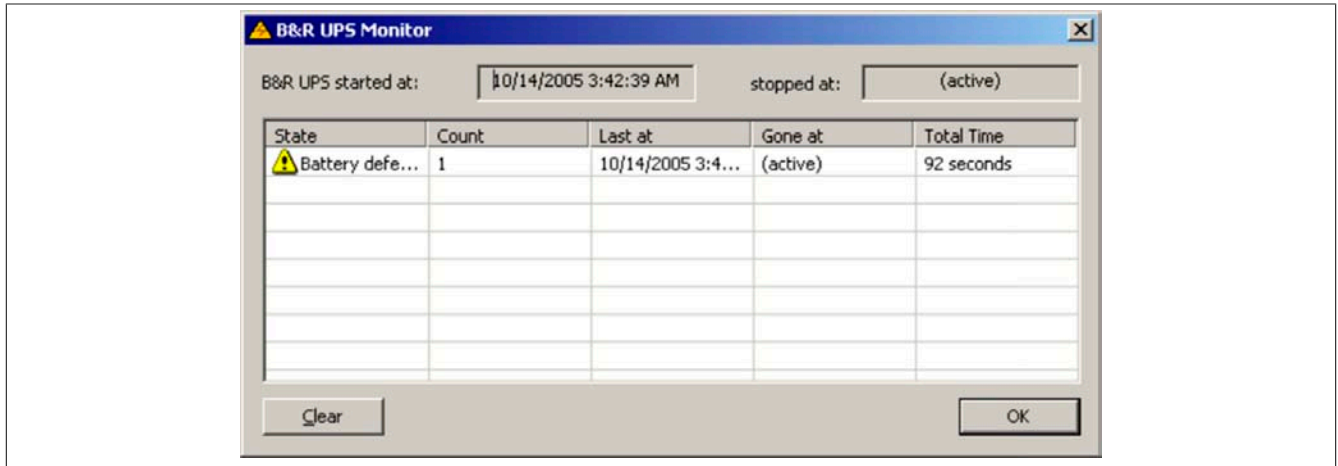 B&R UPS Monitor
B&R UPS started at: 10/14/2005 3:42:39 AM stopped at: (active)
State Count Last at Gone at Total Time
Battery defe... 1 10/14/2005 3:4... (active) 92 seconds
Clear OK